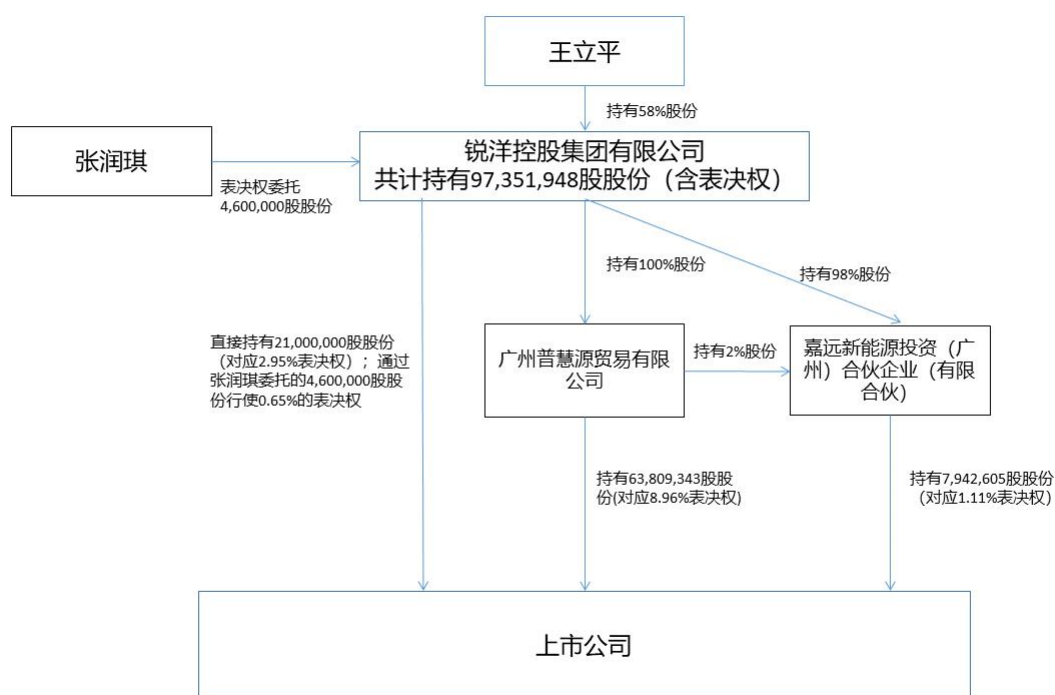 王立平
持有58%股份
张润琪
锐洋控股集团有限公司
共计持有97,351,948股股份（含表决权）
表决权委托
4,600,000股股份
持有100%股份
持有98%股份
直接持有21,000,000股股份
（对应2.95%表决权）；通过
张润琪委托的4,600,000股股
份行使0.65%的表决权
广州普慧源贸易有限
公司
持有2%股份
嘉远新能源投资（广
州）合伙企业（有限
合伙）
持有63,809,343股股
份(对应8.96%表决权)
持有7,942,605股股份
（对应1.11%表决权）
上市公司